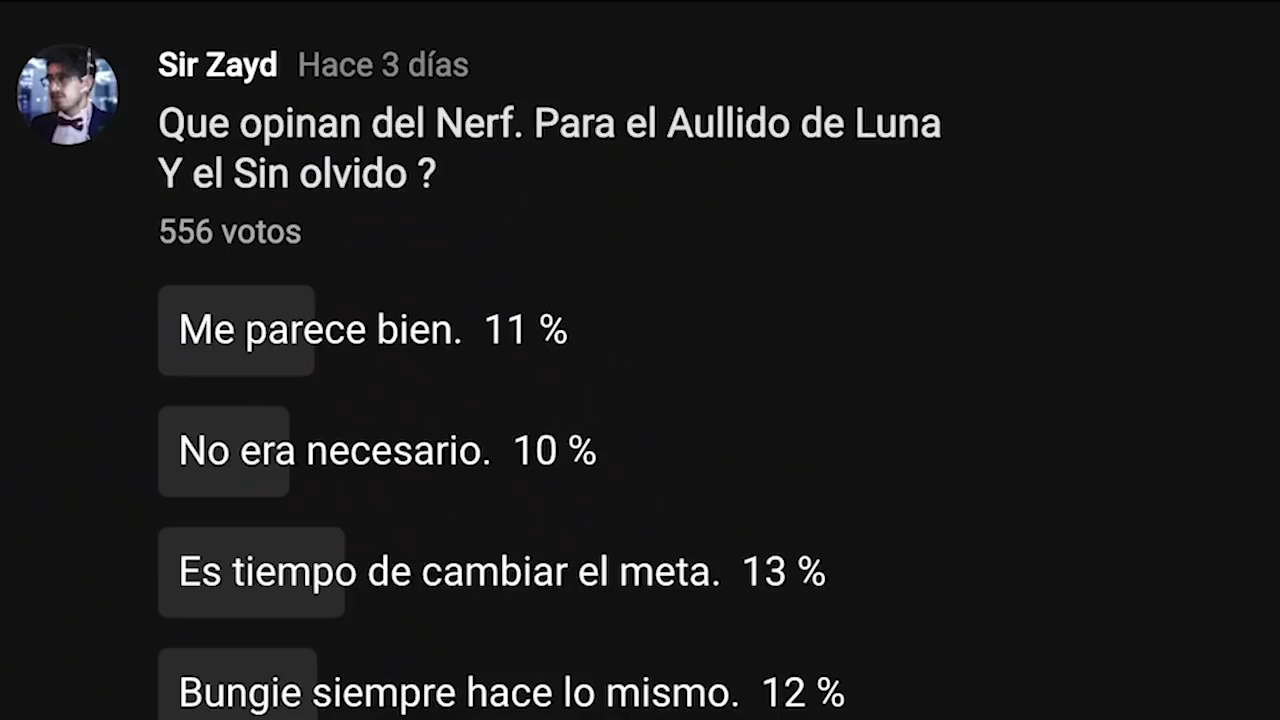 Sir Zayd Hace 3 días
Que opinan del Nerf. Para el Aullido de Luna
Y el Sin olvido ?
556 votos
Me parece bien. 11 %
No era necesario. 10 %
Es tiempo de cambiar el meta. 13 %
Bungie siempre hace lo mismo. 12 %